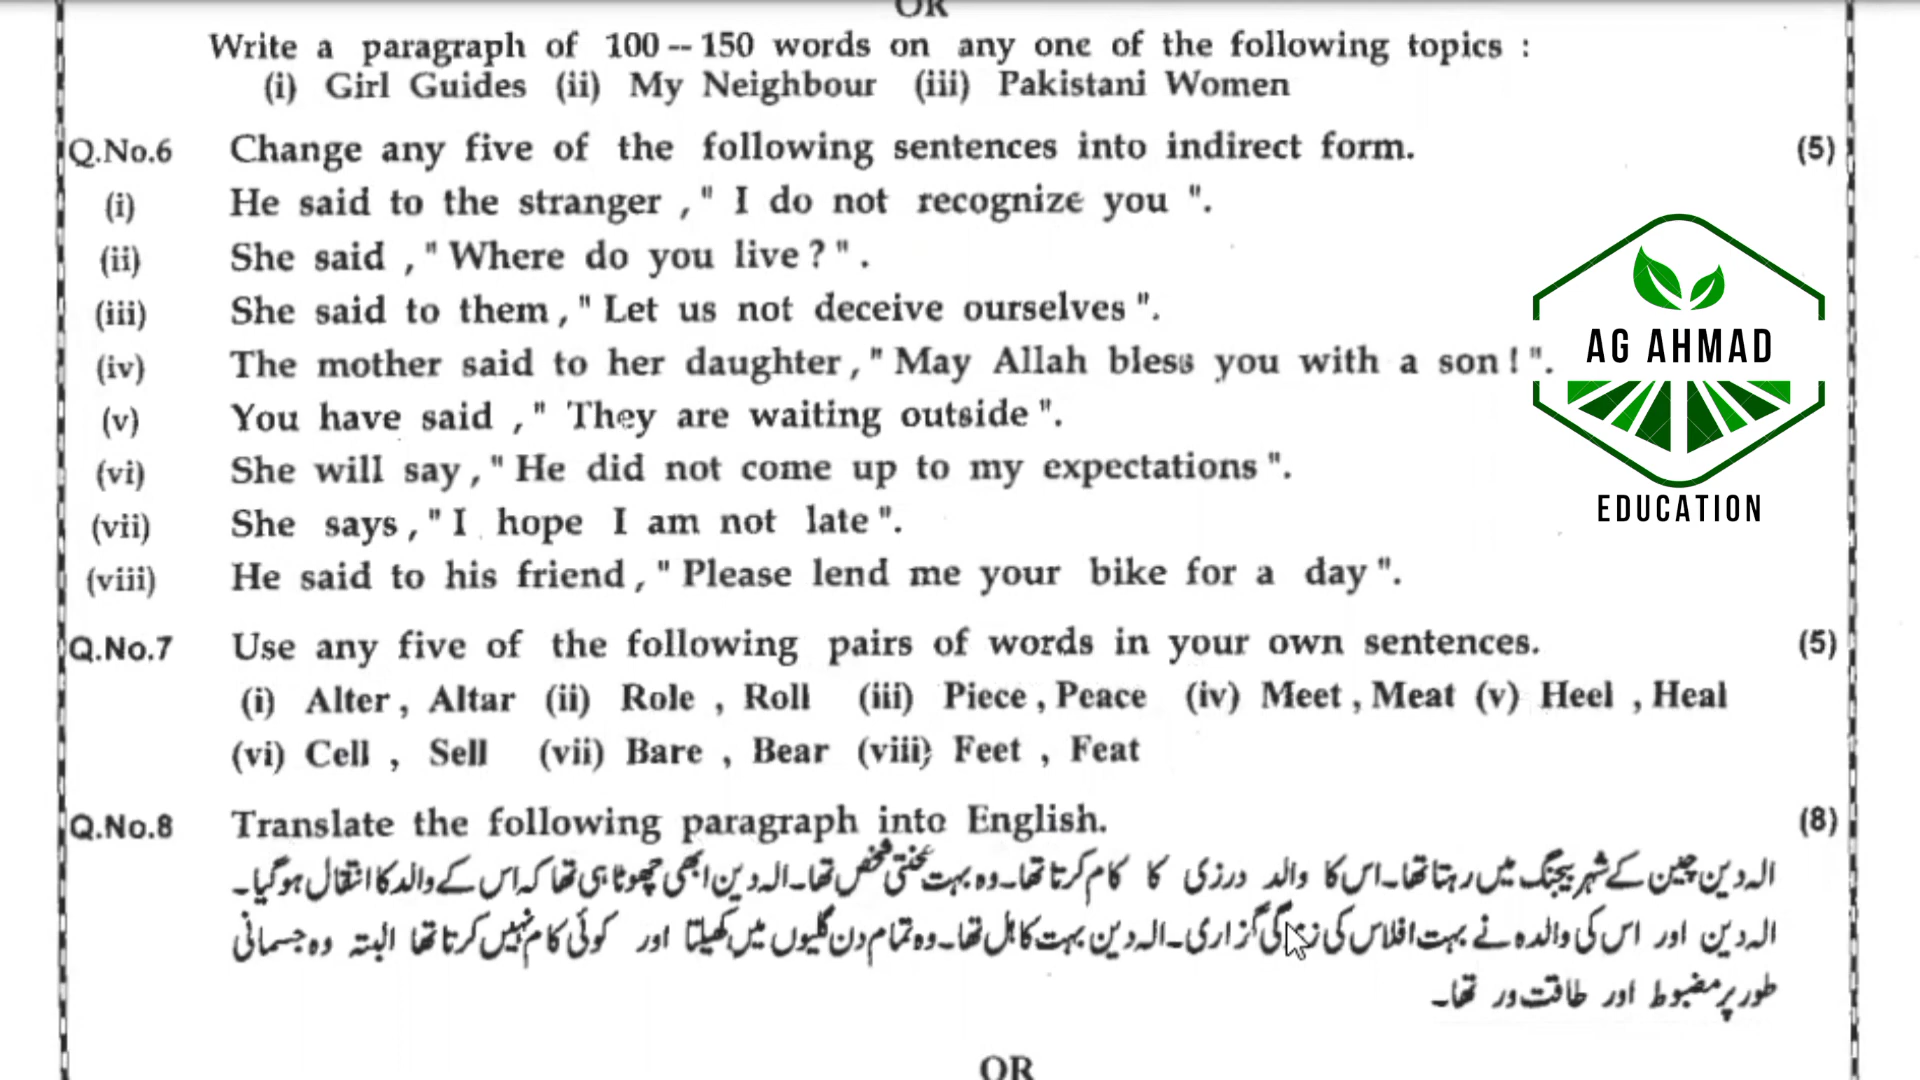 OR
Write a paragraph of 100 -- 150 words on any one of the following topics :
(i) Girl Guides (ii) My Neighbour (iii) Pakistani Women
Q.No.6 Change any five of the following sentences into indirect form. (5)
(i) He said to the stranger , " I do not recognize you ".
(ii) She said , " Where do you live ? " .
(iii) She said to them , " Let us not deceive ourselves ".
(iv) The mother said to her daughter , " May Allah bless you with a son ! ".
(v) You have said , " They are waiting outside ".
(vi) She will say , " He did not come up to my expectations ".
(vii) She says , " I hope I am not late ".
(viii) He said to his friend , " Please lend me your bike for a day ".
AG AHMAD
EDUCATION
Q.No.7 Use any five of the following pairs of words in your own sentences. (5)
(i) Alter , Altar (ii) Role , Roll (iii) Piece , Peace (iv) Meet , Meat (v) Heel , Heal
(vi) Cell , Sell (vii) Bare , Bear (viii) Feet , Feat
Q.No.8 Translate the following paragraph into English. (8)
الہ دین چین کے شہر بیجنگ میں رہتا تھا۔ اس کا والد درزی کا کام کرتا تھا۔ وہ بہت محنتی شخص تھا۔ الہ دین ابھی چھوٹا ہی تھا کہ اس کے والد کا انتقال ہو گیا۔
الہ دین اور اس کی والدہ نے بہت افلاس کی زندگی گزاری۔ الہ دین بہت کاہل تھا۔ وہ تمام دن گلیوں میں کھیلتا اور کوئی کام نہیں کرتا تھا البتہ وہ جسمانی
طور پر مضبوط اور طاقت ور تھا۔
OR